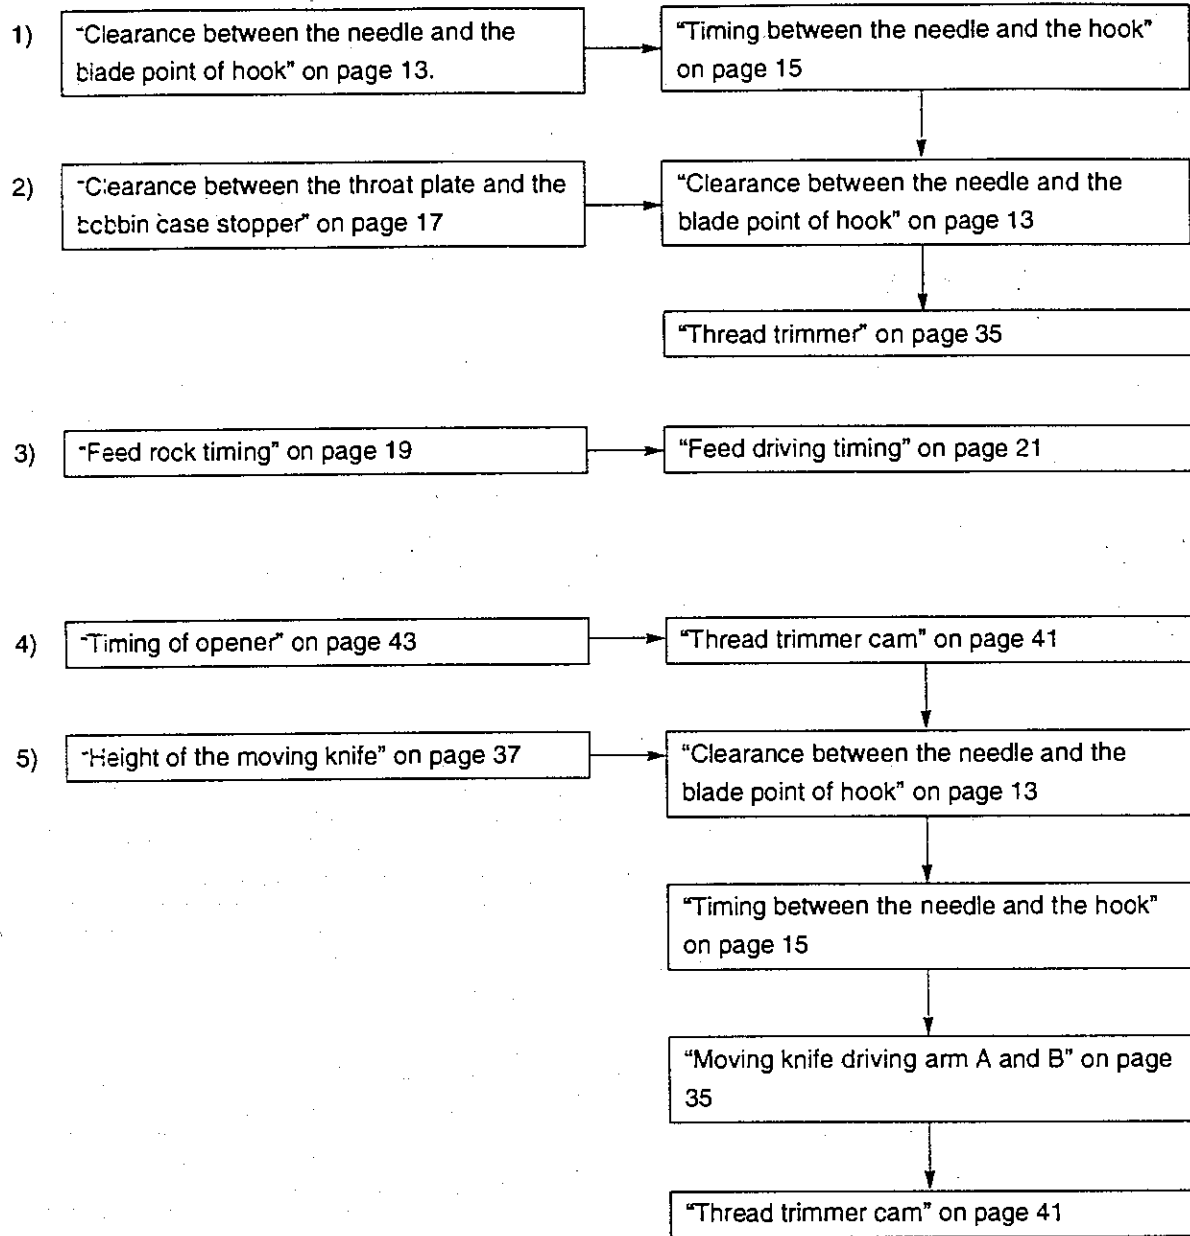 1)
"Clearance between the needle and the
blade point of hook" on page 13.
"Timing between the needle and the hook"
on page 15
2)
"Clearance between the throat plate and the
bobbin case stopper" on page 17
"Clearance between the needle and the
blade point of hook" on page 13
"Thread trimmer" on page 35
3)
"Feed rock timing" on page 19
"Feed driving timing" on page 21
4)
"Timing of opener" on page 43
"Thread trimmer cam" on page 41
5)
"Height of the moving knife" on page 37
"Clearance between the needle and the
blade point of hook" on page 13
"Timing between the needle and the hook"
on page 15
"Moving knife driving arm A and B" on page
35
"Thread trimmer cam" on page 41